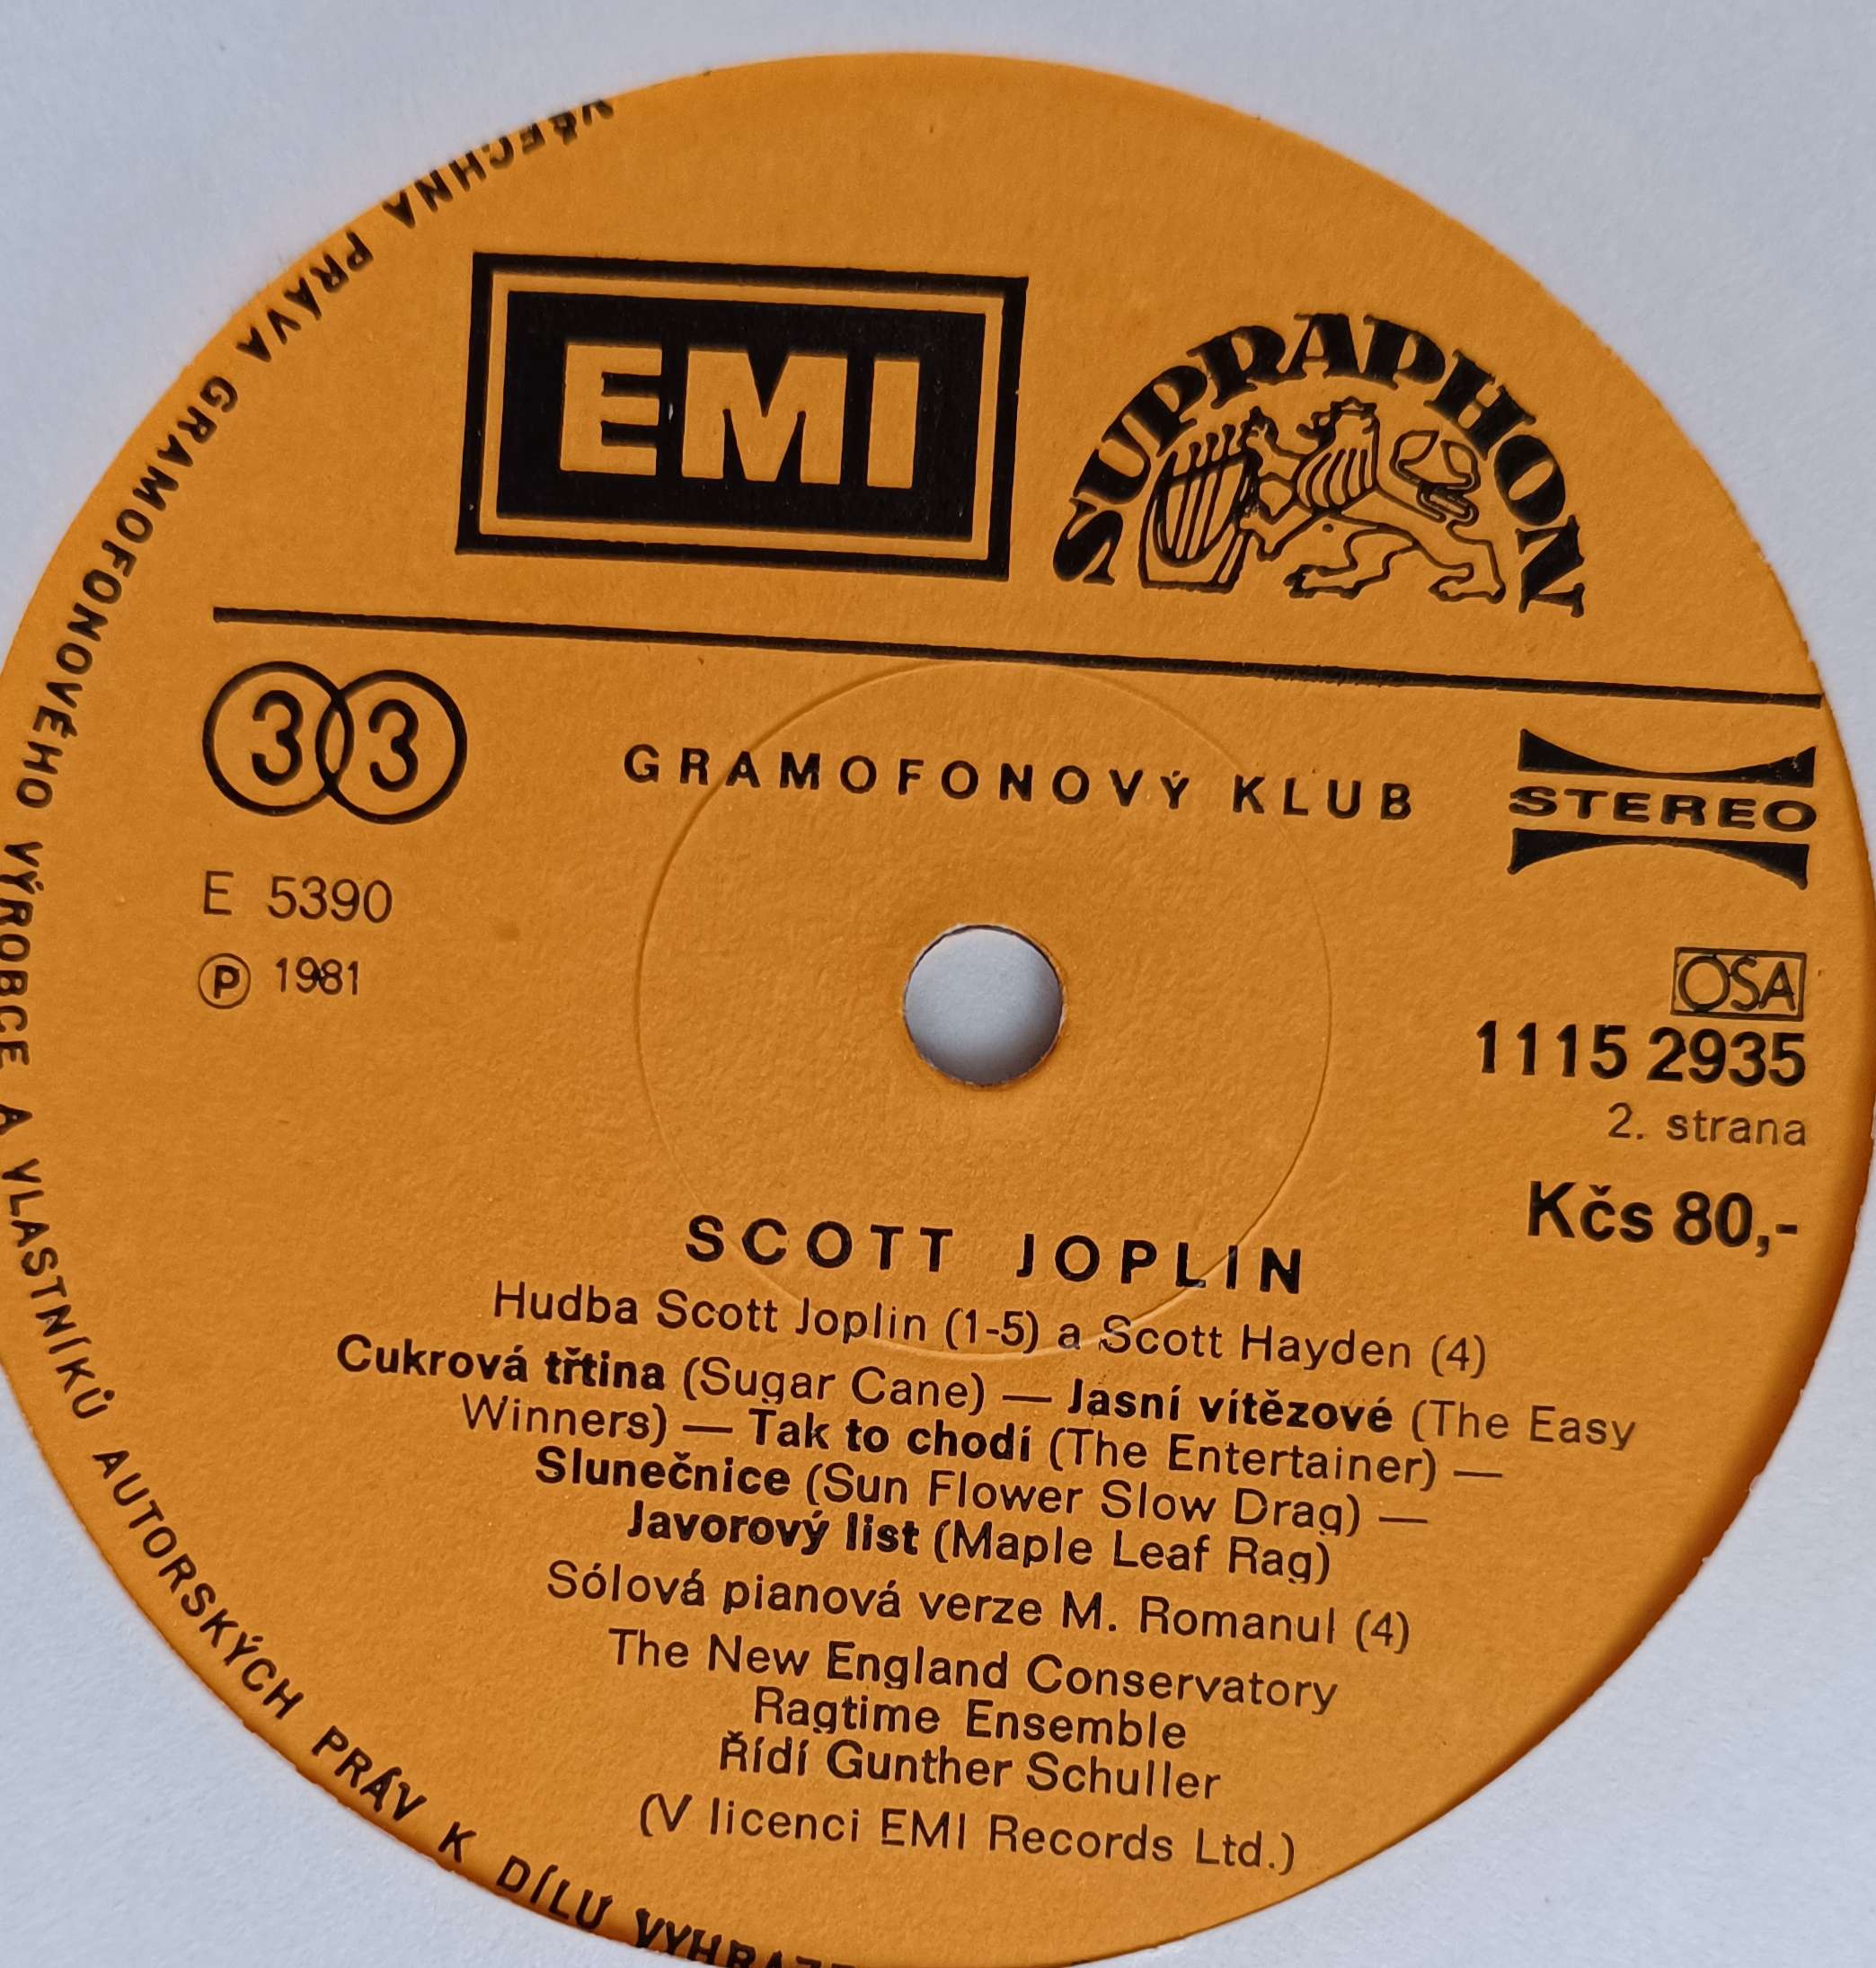 VŠECHNA PRÁVA GRAMOFONOVÉHO VÝROBCE A VLASTNÍKŮ AUTORSKÝCH PRÁV K DÍLU
EMI
SUPRAPHON
33
GRAMOFONOVÝ KLUB
STEREO
E 5390
Ⓟ 1981
OSA
1115 2935
2. strana
Kčs 80,-
SCOTT JOPLIN
Hudba Scott Joplin (1-5) a Scott Hayden (4)
Cukrová třtina (Sugar Cane) — Jasní vítězové (The Easy
Winners) — Tak to chodí (The Entertainer) —
Slunečnice (Sun Flower Slow Drag) —
Javorový list (Maple Leaf Rag)
Sólová pianová verze M. Romanul (4)
The New England Conservatory
Ragtime Ensemble
Řídí Gunther Schuller
(V licenci EMI Records Ltd.)